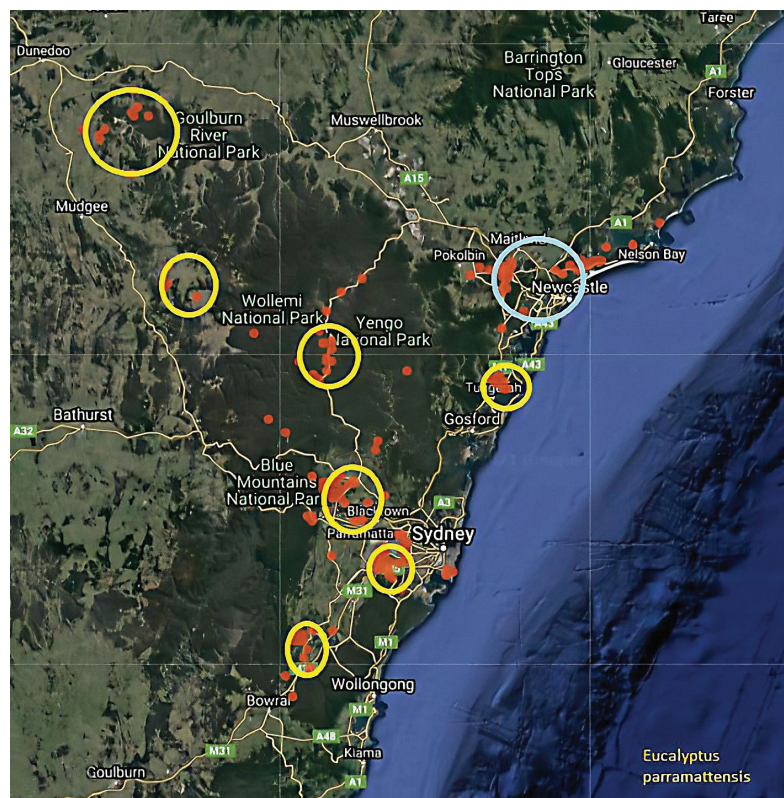 Taree
Dunedoo
Barrington
Tops
National Park
Gloucester
A1
Forster
Goulburn
River
National Park
Muswellbrook
A15
Mudgee
A1
Maitland
Pokolbin
Nelson Bay
Newcastle
Wollemi
National Park
Yengo
National Park
A43
A43
Tuggerah
Bathurst
Gosford
A32
Blue
Mountains
National Par
A3
Blacktown
Parramatta
Sydney
M31
M1
Wollongong
Bowral
M1
A48
M31
Kiama
Goulburn
A1
Eucalyptus
parramattensis